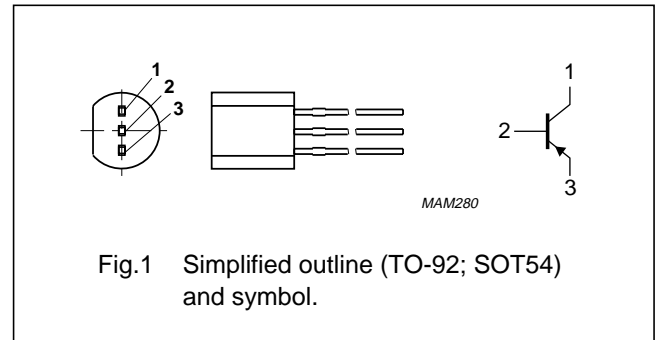 1
2
3
1
2
3
MAM280
Fig.1 Simplified outline (TO-92; SOT54)
and symbol.